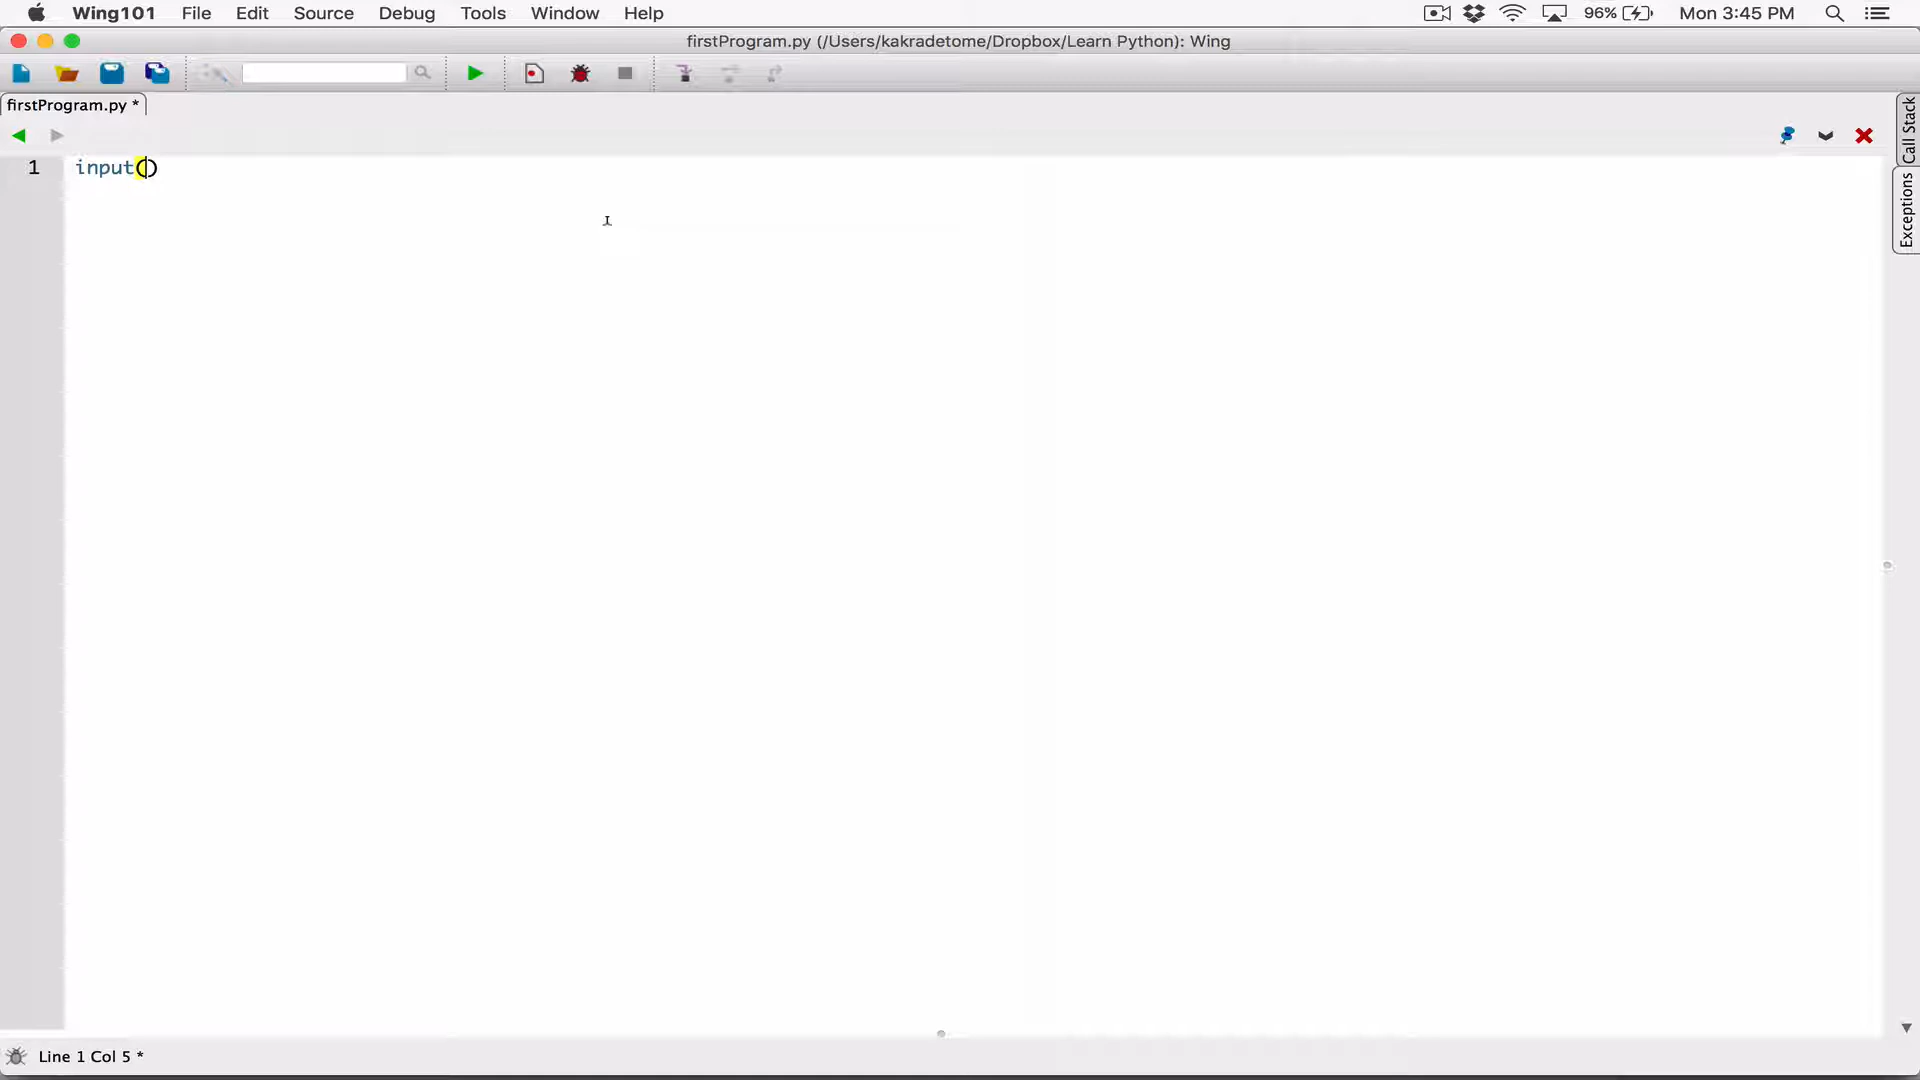 Wing101 File Edit Source Debug Tools Window Help 96% Mon 3:45 PM
firstProgram.py (/Users/kakradetome/Dropbox/Learn Python): Wing
firstProgram.py *
Call Stack
Exceptions
1 input()
Line 1 Col 5 *